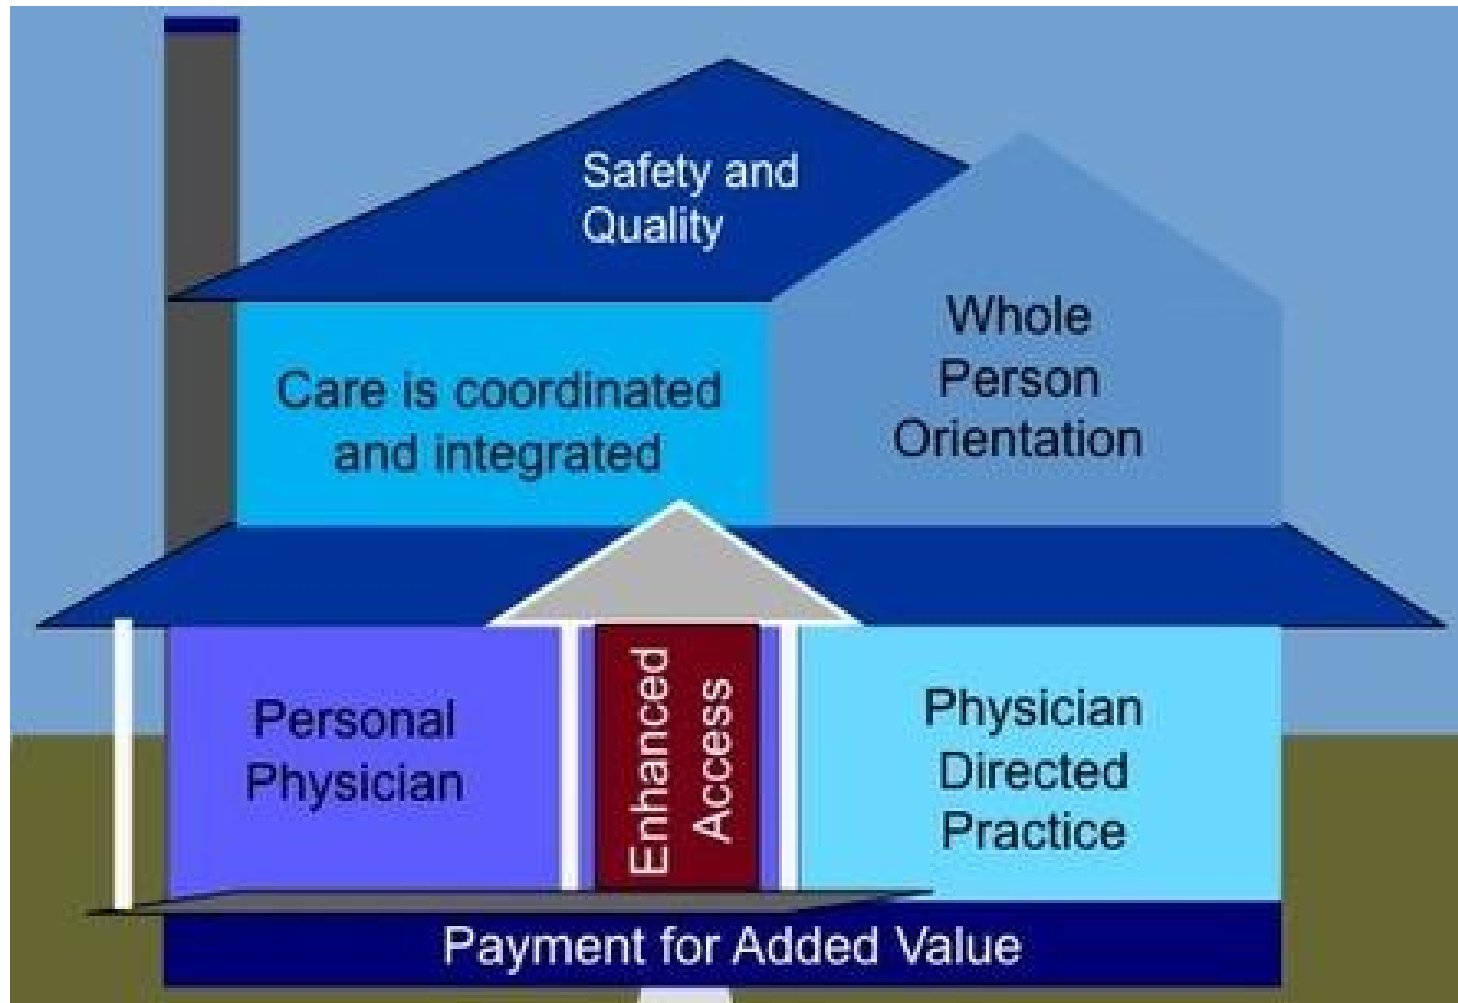 Safety and
Quality
Whole
Person
Orientation
Care is coordinated
and integrated
Personal
Physician
Enhanced
Access
Physician
Directed
Practice
Payment for Added Value